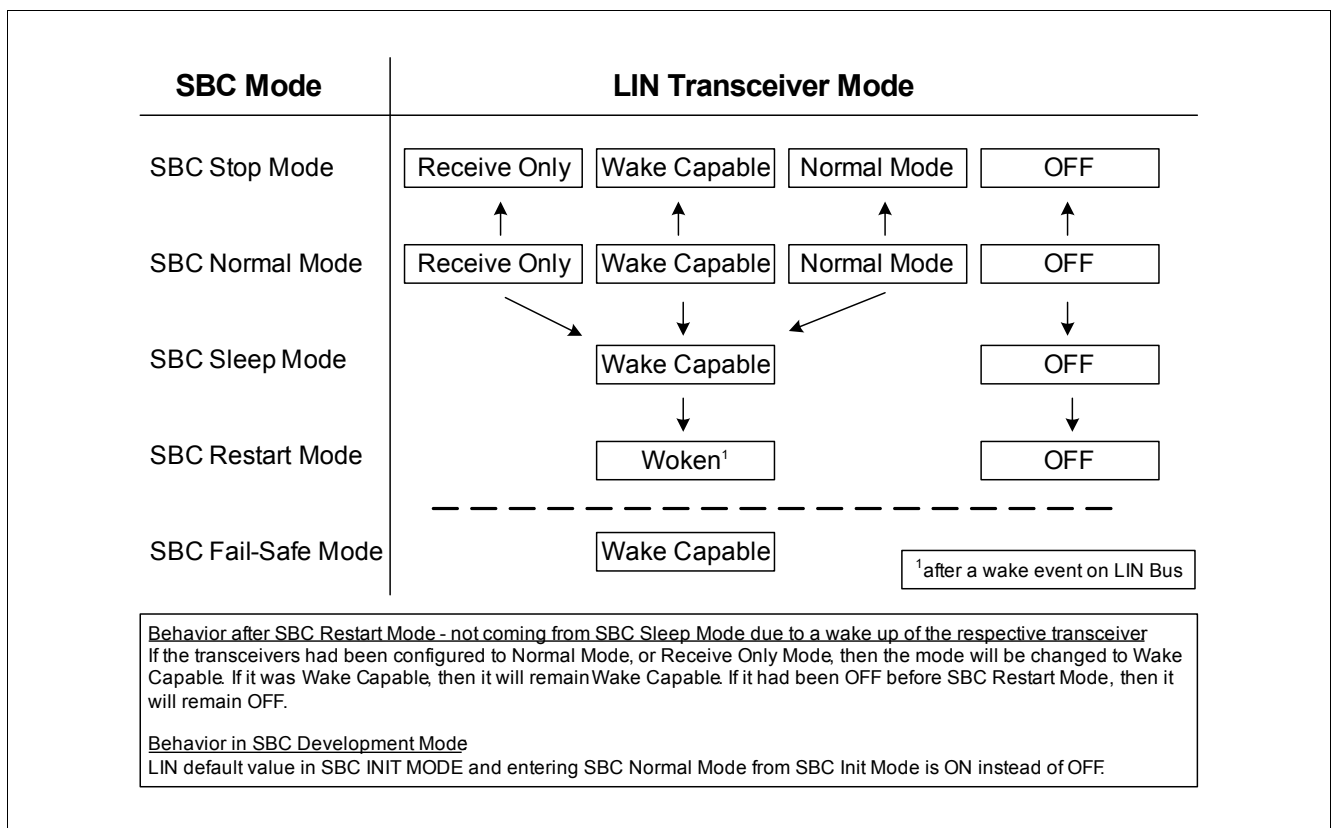 SBC Mode LIN Transceiver Mode
SBC Stop Mode Receive Only Wake Capable Normal Mode OFF
SBC Normal Mode Receive Only Wake Capable Normal Mode OFF
SBC Sleep Mode Wake Capable OFF
SBC Restart Mode Woken¹ OFF
SBC Fail-Safe Mode Wake Capable
¹after a wake event on LIN Bus
Behavior after SBC Restart Mode - not coming from SBC Sleep Mode due to a wake up of the respective transceiver
If the transceivers had been configured to Normal Mode, or Receive Only Mode, then the mode will be changed to Wake
Capable. If it was Wake Capable, then it will remain Wake Capable. If it had been OFF before SBC Restart Mode, then it
will remain OFF.
Behavior in SBC Development Mode
LIN default value in SBC INIT MODE and entering SBC Normal Mode from SBC Init Mode is ON instead of OFF.